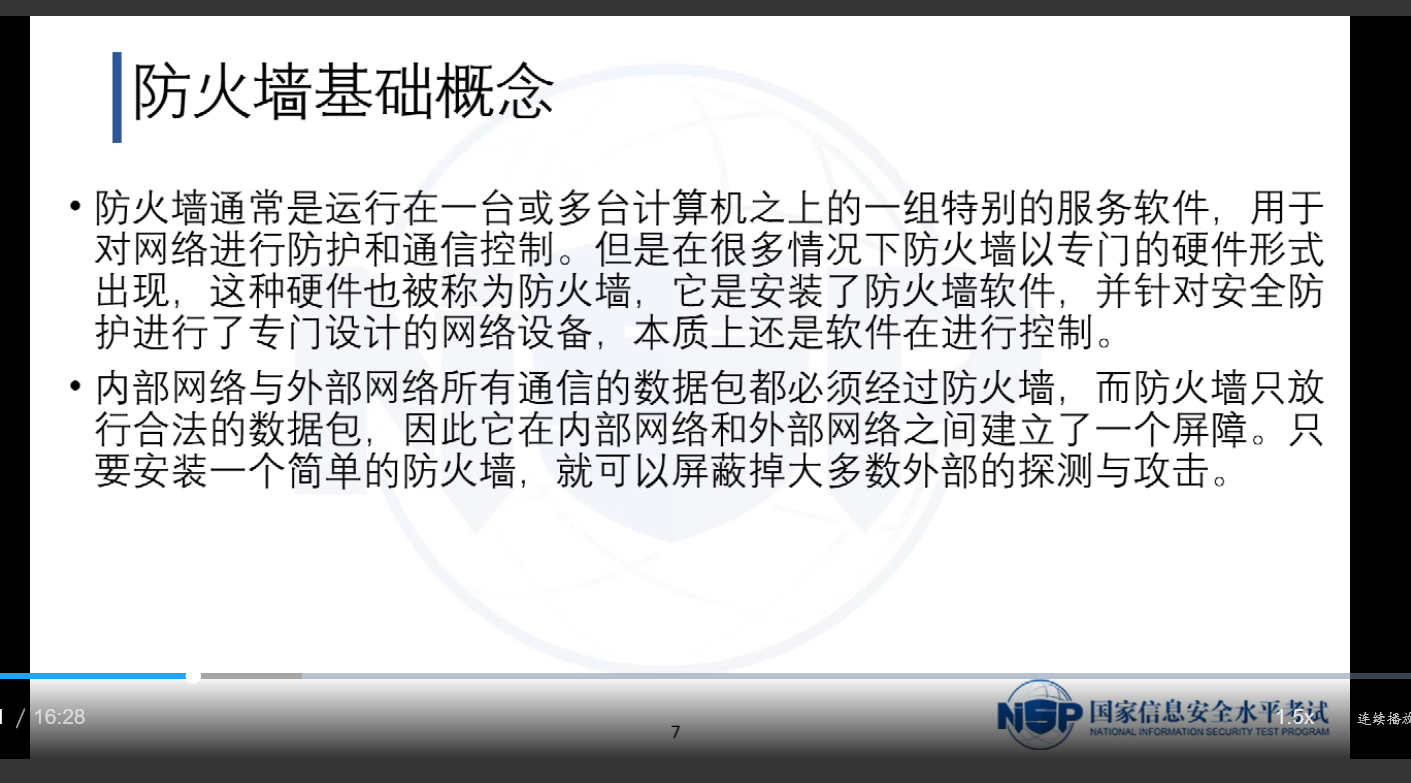 防火墙基础概念
• 防火墙通常是运行在一台或多台计算机之上的一组特别的服务软件，用于
对网络进行防护和通信控制。但是在很多情况下防火墙以专门的硬件形式
出现，这种硬件也被称为防火墙，它是安装了防火墙软件，并针对安全防
护进行了专门设计的网络设备，本质上还是软件在进行控制。
• 内部网络与外部网络所有通信的数据包都必须经过防火墙，而防火墙只放
行合法的数据包，因此它在内部网络和外部网络之间建立了一个屏障。只
要安装一个简单的防火墙，就可以屏蔽掉大多数外部的探测与攻击。
/ 16:28
7
NISP 国家信息安全水平考试
NATIONAL INFORMATION SECURITY TEST PROGRAM
1.5x
连续播放